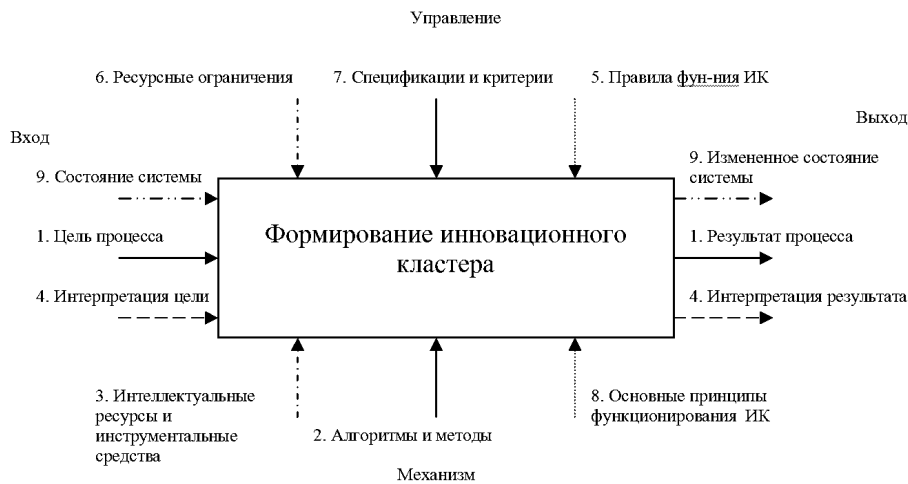 Управление
6. Ресурсные ограничения
7. Спецификации и критерии
5. Правила фун-ния ИК
Вход
Выход
9. Состояние системы
9. Измененное состояние
системы
1. Цель процесса
Формирование инновационного
кластера
1. Результат процесса
4. Интерпретация цели
4. Интерпретация результата
3. Интеллектуальные
ресурсы и
инструментальные
средства
2. Алгоритмы и методы
8. Основные принципы
функционирования ИК
Механизм